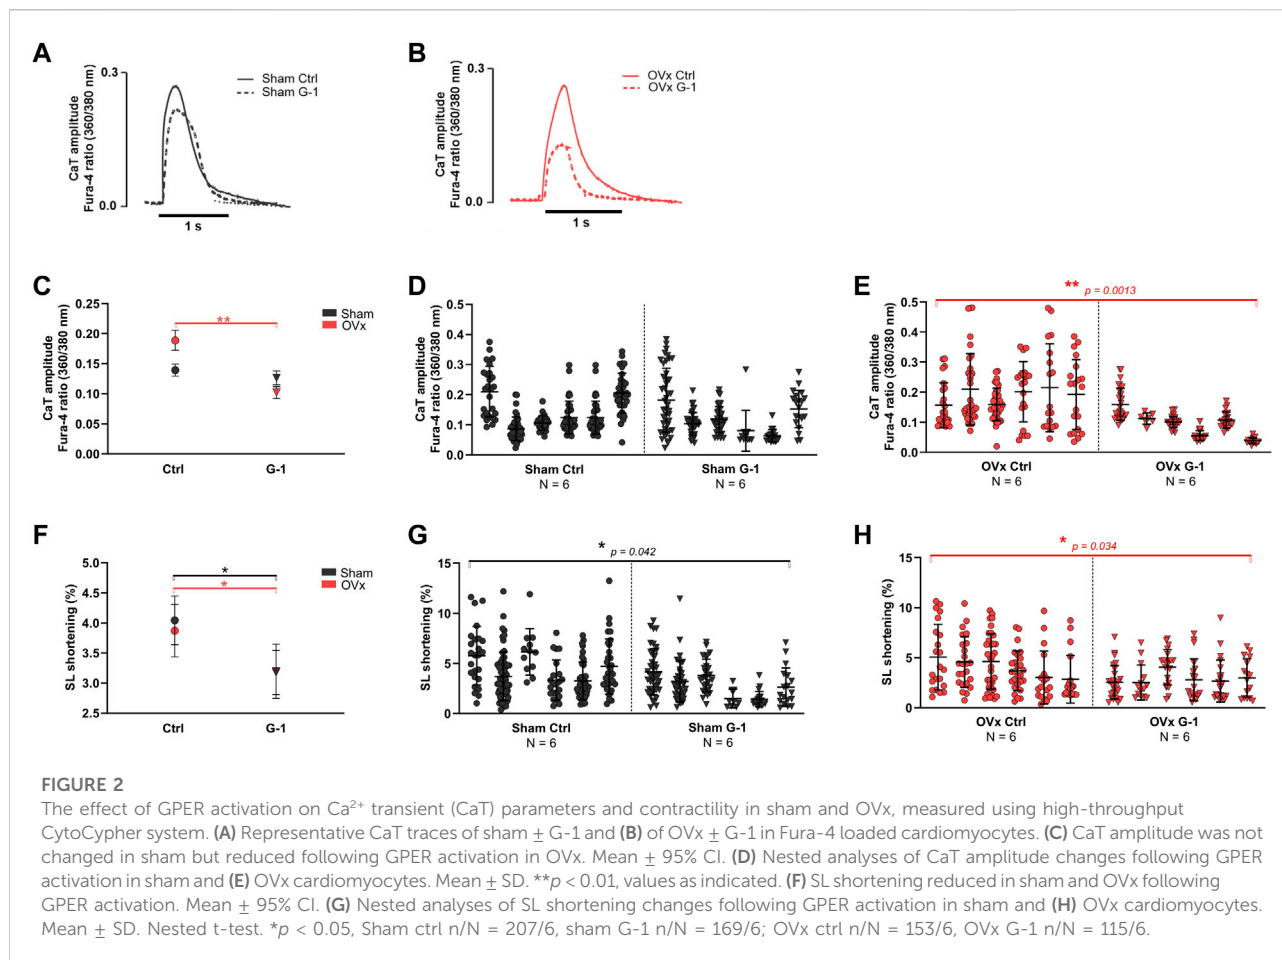 A
CaT amplitude
Fura-4 ratio (360/380 nm)
0.3
0.0
Sham Ctrl
Sham G-1
1 s
B
CaT amplitude
Fura-4 ratio (360/380 nm)
0.3
0.0
OVx Ctrl
OVx G-1
1 s
C
CaT amplitude
Fura-4 ratio (360/380 nm)
0.25
0.20
0.15
0.10
0.05
0.00
**
Sham
OVx
Ctrl
G-1
D
CaT amplitude
Fura-4 ratio (360/380 nm)
0.5
0.4
0.3
0.2
0.1
0.0
Sham Ctrl
N = 6
Sham G-1
N = 6
E
CaT amplitude
Fura-4 ratio (360/380 nm)
** p = 0.0013
0.5
0.4
0.3
0.2
0.1
0.0
OVx Ctrl
N = 6
OVx G-1
N = 6
F
SL shortening (%)
5.0
4.5
4.0
3.5
3.0
2.5
*
*
Sham
OVx
Ctrl
G-1
G
SL shortening (%)
* p = 0.042
15
10
5
0
Sham Ctrl
N = 6
Sham G-1
N = 6
H
SL shortening (%)
* p = 0.034
15
10
5
0
OVx Ctrl
N = 6
OVx G-1
N = 6
FIGURE 2
The effect of GPER activation on Ca²⁺ transient (CaT) parameters and contractility in sham and OVx, measured using high-throughput
CytoCypher system. (A) Representative CaT traces of sham ± G-1 and (B) of OVx ± G-1 in Fura-4 loaded cardiomyocytes. (C) CaT amplitude was not
changed in sham but reduced following GPER activation in OVx. Mean ± 95% CI. (D) Nested analyses of CaT amplitude changes following GPER
activation in sham and (E) OVx cardiomyocytes. Mean ± SD. **p < 0.01, values as indicated. (F) SL shortening reduced in sham and OVx following
GPER activation. Mean ± 95% CI. (G) Nested analyses of SL shortening changes following GPER activation in sham and (H) OVx cardiomyocytes.
Mean ± SD. Nested t-test. *p < 0.05, Sham ctrl n/N = 207/6, sham G-1 n/N = 169/6; OVx ctrl n/N = 153/6, OVx G-1 n/N = 115/6.